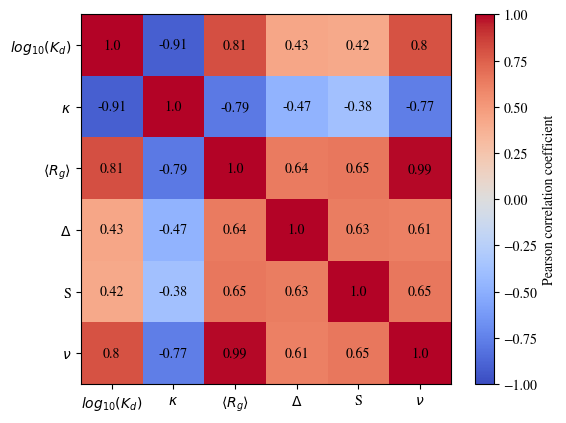 log10(Kd) 1.0 -0.91 0.81 0.43 0.42 0.8
κ -0.91 1.0 -0.79 -0.47 -0.38 -0.77
⟨Rg⟩ 0.81 -0.79 1.0 0.64 0.65 0.99
Δ 0.43 -0.47 0.64 1.0 0.63 0.61
S 0.42 -0.38 0.65 0.63 1.0 0.65
ν 0.8 -0.77 0.99 0.61 0.65 1.0
log10(Kd) κ ⟨Rg⟩ Δ S ν
1.00
0.75
0.50
0.25
0.00
−0.25
−0.50
−0.75
−1.00
Pearson correlation coefficient